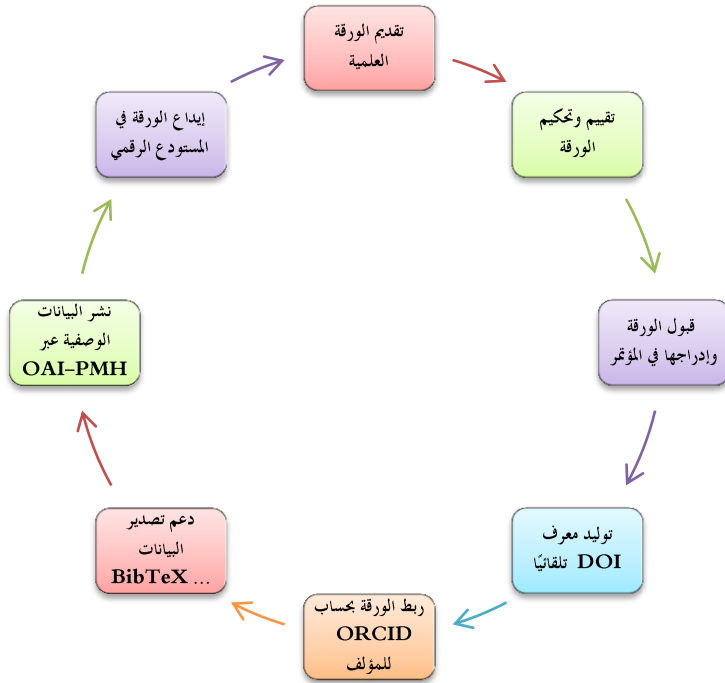 تقديم الورقة
العلمية
تقييم وتحكيم
الورقة
قبول الورقة
وإدراجها في المؤتمر
توليد معرف
DOI تلقائيًا
ربط الورقة بحساب
ORCID
للمؤلف
دعم تصدير
البيانات
BibTeX ...
نشر البيانات
الوصفية عبر
OAI-PMH
إيداع الورقة في
المستودع الرقمي